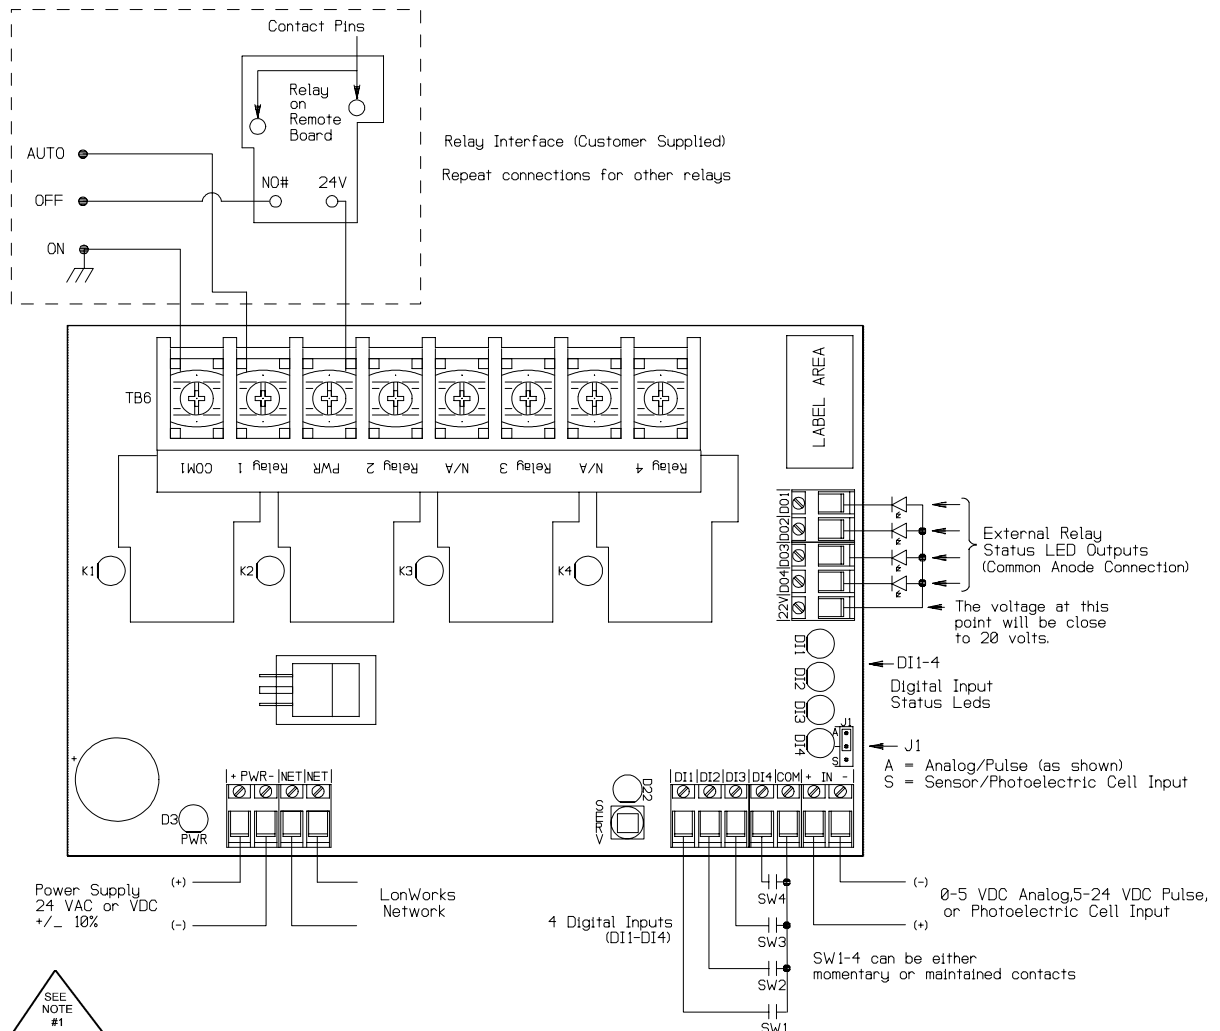 Contact Pins
Relay
on
Remote
Board
AUTO
OFF
ON
NO#
24V
Relay Interface (Customer Supplied)
Repeat connections for other relays
TB6
COM1
Relay 1
PWR
Relay 2
N/A
Relay 3
N/A
Relay 4
LABEL AREA
K1
K2
K3
K4
DO1
DO2
DO3
DO4
22V
External Relay
Status LED Outputs
(Common Anode Connection)
The voltage at this
point will be close
to 20 volts.
DI1
DI2
DI3
DI4
DI1-4
Digital Input
Status Leds
J1
A
S
J1
A = Analog/Pulse (as shown)
S = Sensor/Photoelectric Cell Input
+
D3
PWR
+ PWR-
NET
NET
D22
SERV
DI1
DI2
DI3
DI4
COM
+ IN -
Power Supply
24 VAC or VDC
+/_ 10%
(+)
(-)
LonWorks
Network
4 Digital Inputs
(DI1-DI4)
SW4
SW3
SW2
SW1
(-)
(+)
0-5 VDC Analog,5-24 VDC Pulse,
or Photoelectric Cell Input
SW1-4 can be either
momentary or maintained contacts
SEE
NOTE
#1